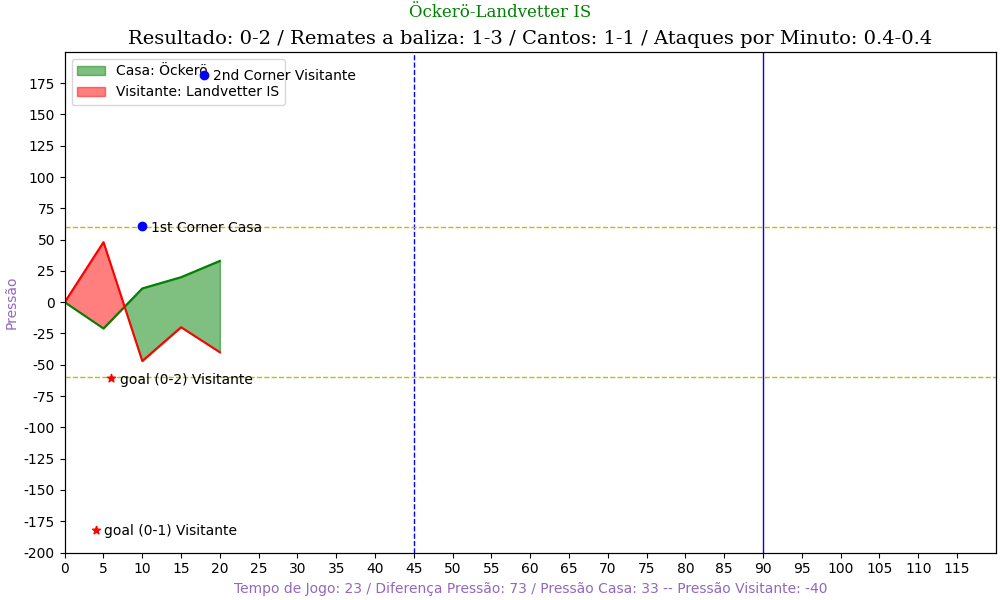 Öckerö-Landvetter IS
Resultado: 0-2 / Remates a baliza: 1-3 / Cantos: 1-1 / Ataques por Minuto: 0.4-0.4
Casa: Öckerö
Visitante: Landvetter IS
2nd Corner Visitante
1st Corner Casa
goal (0-2) Visitante
goal (0-1) Visitante
Pressão
175
150
125
100
75
50
25
0
-25
-50
-75
-100
-125
-150
-175
-200
0 5 10 15 20 25 30 35 40 45 50 55 60 65 70 75 80 85 90 95 100 105 110 115
Tempo de Jogo: 23 / Diferença Pressão: 73 / Pressão Casa: 33 -- Pressão Visitante: -40